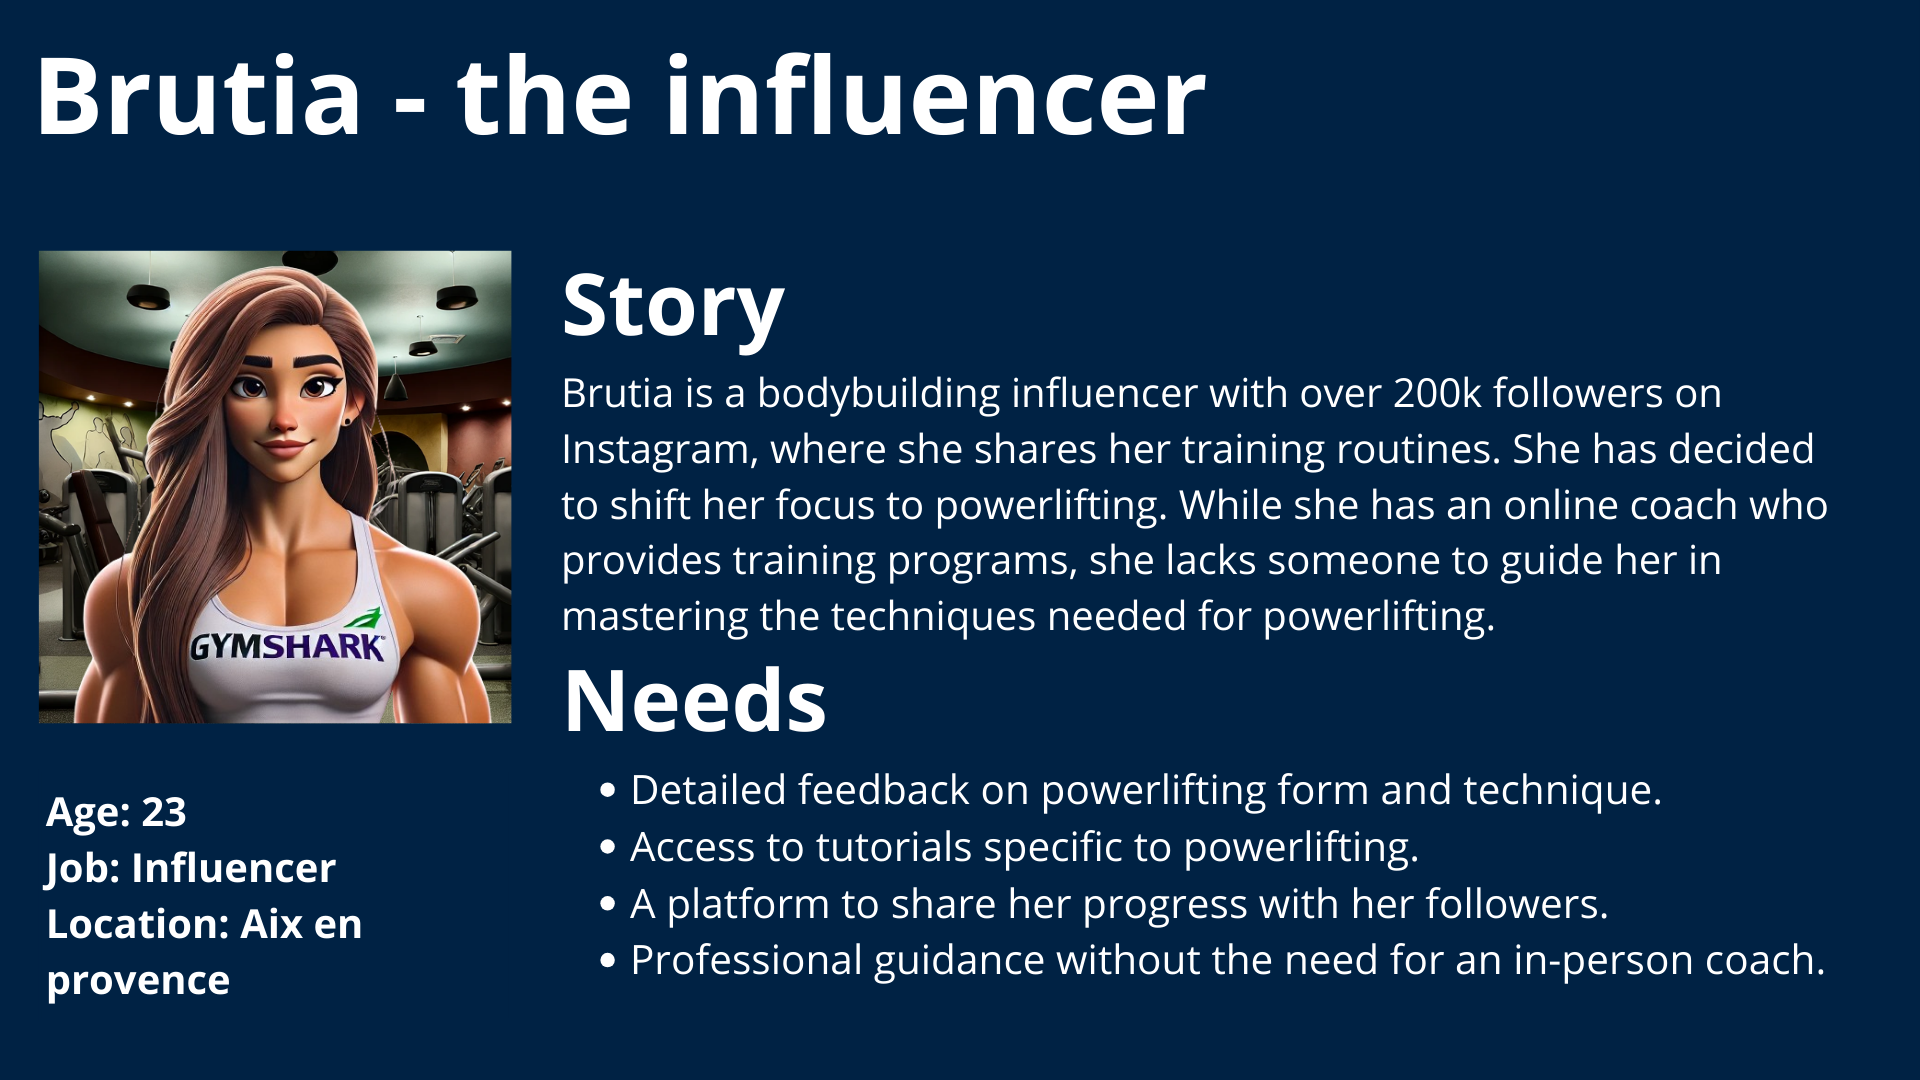 Brutia - the influencer
GYMSHARK
Age: 23
Job: Influencer
Location: Aix en
provence
Story
Brutia is a bodybuilding influencer with over 200k followers on
Instagram, where she shares her training routines. She has decided
to shift her focus to powerlifting. While she has an online coach who
provides training programs, she lacks someone to guide her in
mastering the techniques needed for powerlifting.
Needs
• Detailed feedback on powerlifting form and technique.
• Access to tutorials specific to powerlifting.
• A platform to share her progress with her followers.
• Professional guidance without the need for an in-person coach.